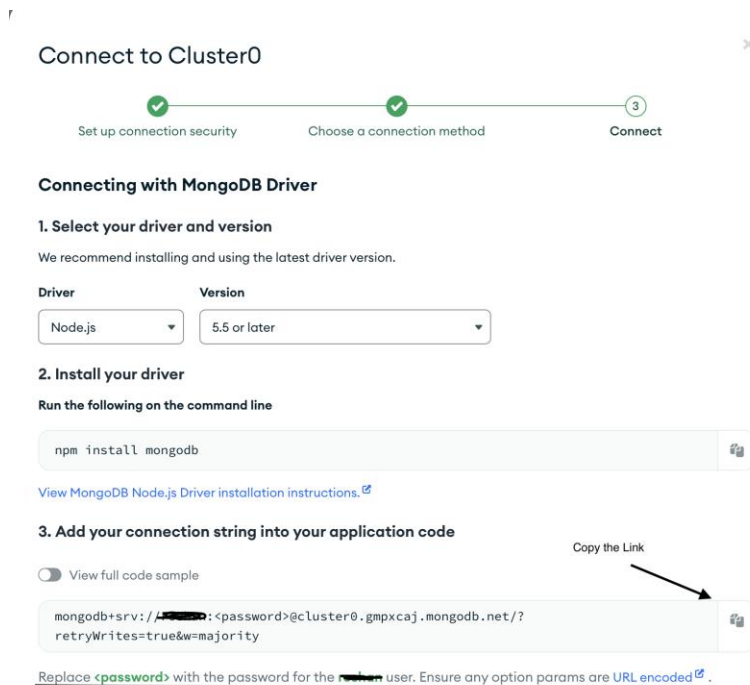 Connect to Cluster0
Set up connection security
Choose a connection method
3
Connect
Connecting with MongoDB Driver
1. Select your driver and version
We recommend installing and using the latest driver version.
Driver
Version
Node.js
5.5 or later
2. Install your driver
Run the following on the command line
npm install mongodb
View MongoDB Node.js Driver installation instructions.
3. Add your connection string into your application code
Copy the Link
View full code sample
mongodb+srv://:<password>@cluster0.gmpxcaj.mongodb.net/?
retryWrites=true&w=majority
Replace <password> with the password for the user. Ensure any option params are URL encoded .